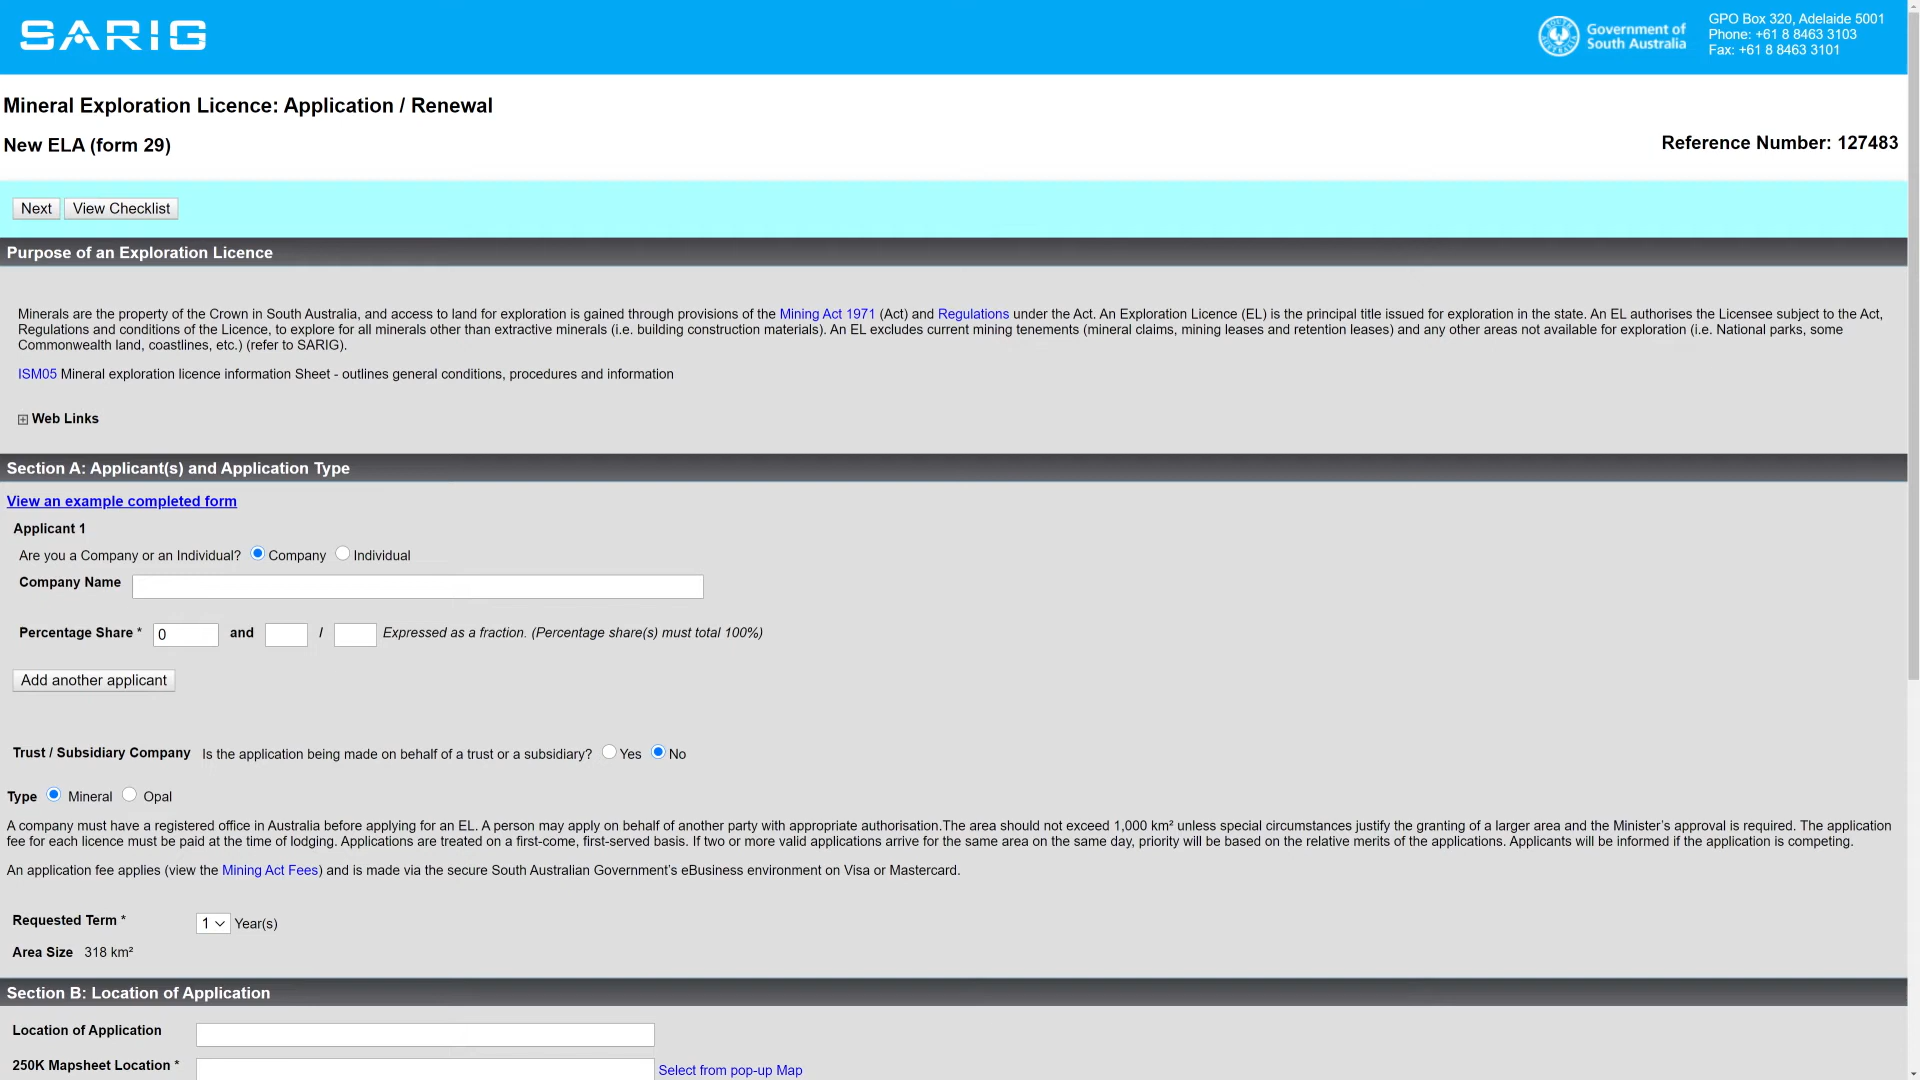 SARIG
Government of
South Australia
GPO Box 320, Adelaide 5001
Phone: +61 8 8463 3103
Fax: +61 8 8463 3101
Mineral Exploration Licence: Application / Renewal
New ELA (form 29)
Reference Number: 127483
Next View Checklist
Purpose of an Exploration Licence
Minerals are the property of the Crown in South Australia, and access to land for exploration is gained through provisions of the Mining Act 1971 (Act) and Regulations under the Act. An Exploration Licence (EL) is the principal title issued for exploration in the state. An EL authorises the Licensee subject to the Act,
Regulations and conditions of the Licence, to explore for all minerals other than extractive minerals (i.e. building construction materials). An EL excludes current mining tenements (mineral claims, mining leases and retention leases) and any other areas not available for exploration (i.e. National parks, some
Commonwealth land, coastlines, etc.) (refer to SARIG).
ISM05 Mineral exploration licence information Sheet - outlines general conditions, procedures and information
Web Links
Section A: Applicant(s) and Application Type
View an example completed form
Applicant 1
Are you a Company or an Individual? Company Individual
Company Name
Percentage Share * 0 and / Expressed as a fraction. (Percentage share(s) must total 100%)
Add another applicant
Trust / Subsidiary Company Is the application being made on behalf of a trust or a subsidiary? Yes No
Type Mineral Opal
A company must have a registered office in Australia before applying for an EL. A person may apply on behalf of another party with appropriate authorisation.The area should not exceed 1,000 km² unless special circumstances justify the granting of a larger area and the Minister's approval is required. The application
fee for each licence must be paid at the time of lodging. Applications are treated on a first-come, first-served basis. If two or more valid applications arrive for the same area on the same day, priority will be based on the relative merits of the applications. Applicants will be informed if the application is competing.
An application fee applies (view the Mining Act Fees) and is made via the secure South Australian Government's eBusiness environment on Visa or Mastercard.
Requested Term * 1 Year(s)
Area Size 318 km²
Section B: Location of Application
Location of Application
250K Mapsheet Location * Select from pop-up Map